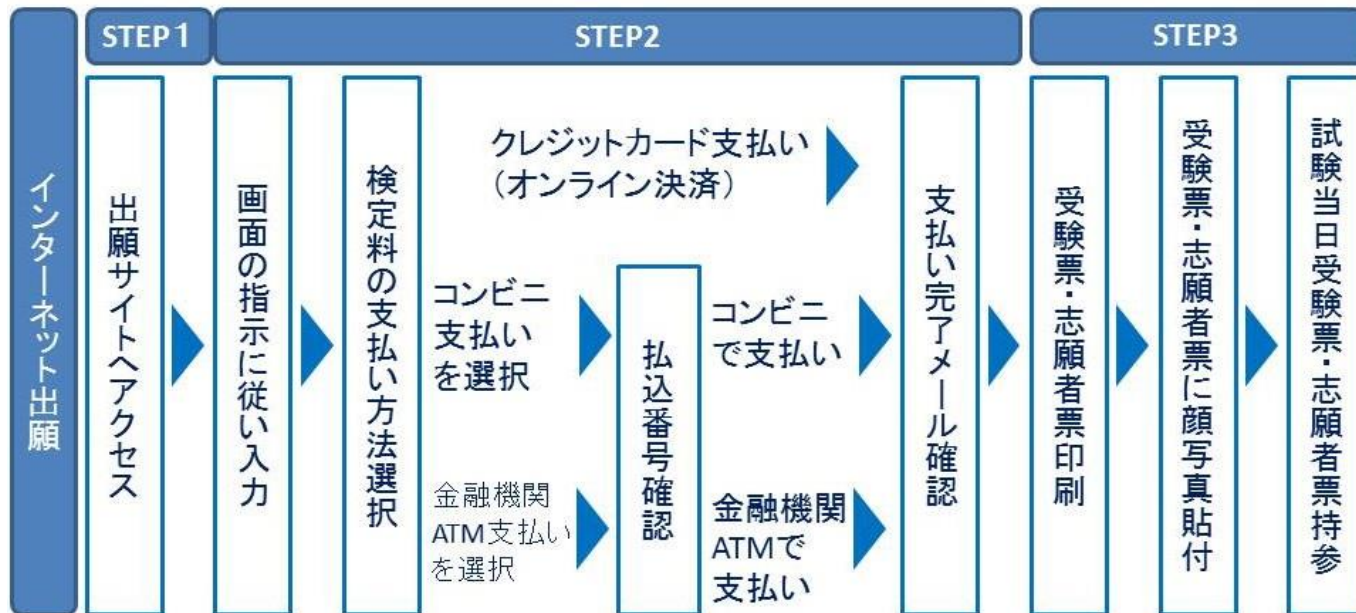 インターネット出願
STEP１
STEP2
STEP3
出願サイトへアクセス
画面の指示に従い入力
検定料の支払い方法選択
クレジットカード支払い
（オンライン決済）
コンビニ
支払い
を選択
金融機関
ATM支払い
を選択
払込番号確認
コンビニ
で支払い
金融機関
ATMで
支払い
支払い完了メール確認
受験票・志願者票印刷
受験票・志願者票に顔写真貼付
試験当日受験票・志願者票持参